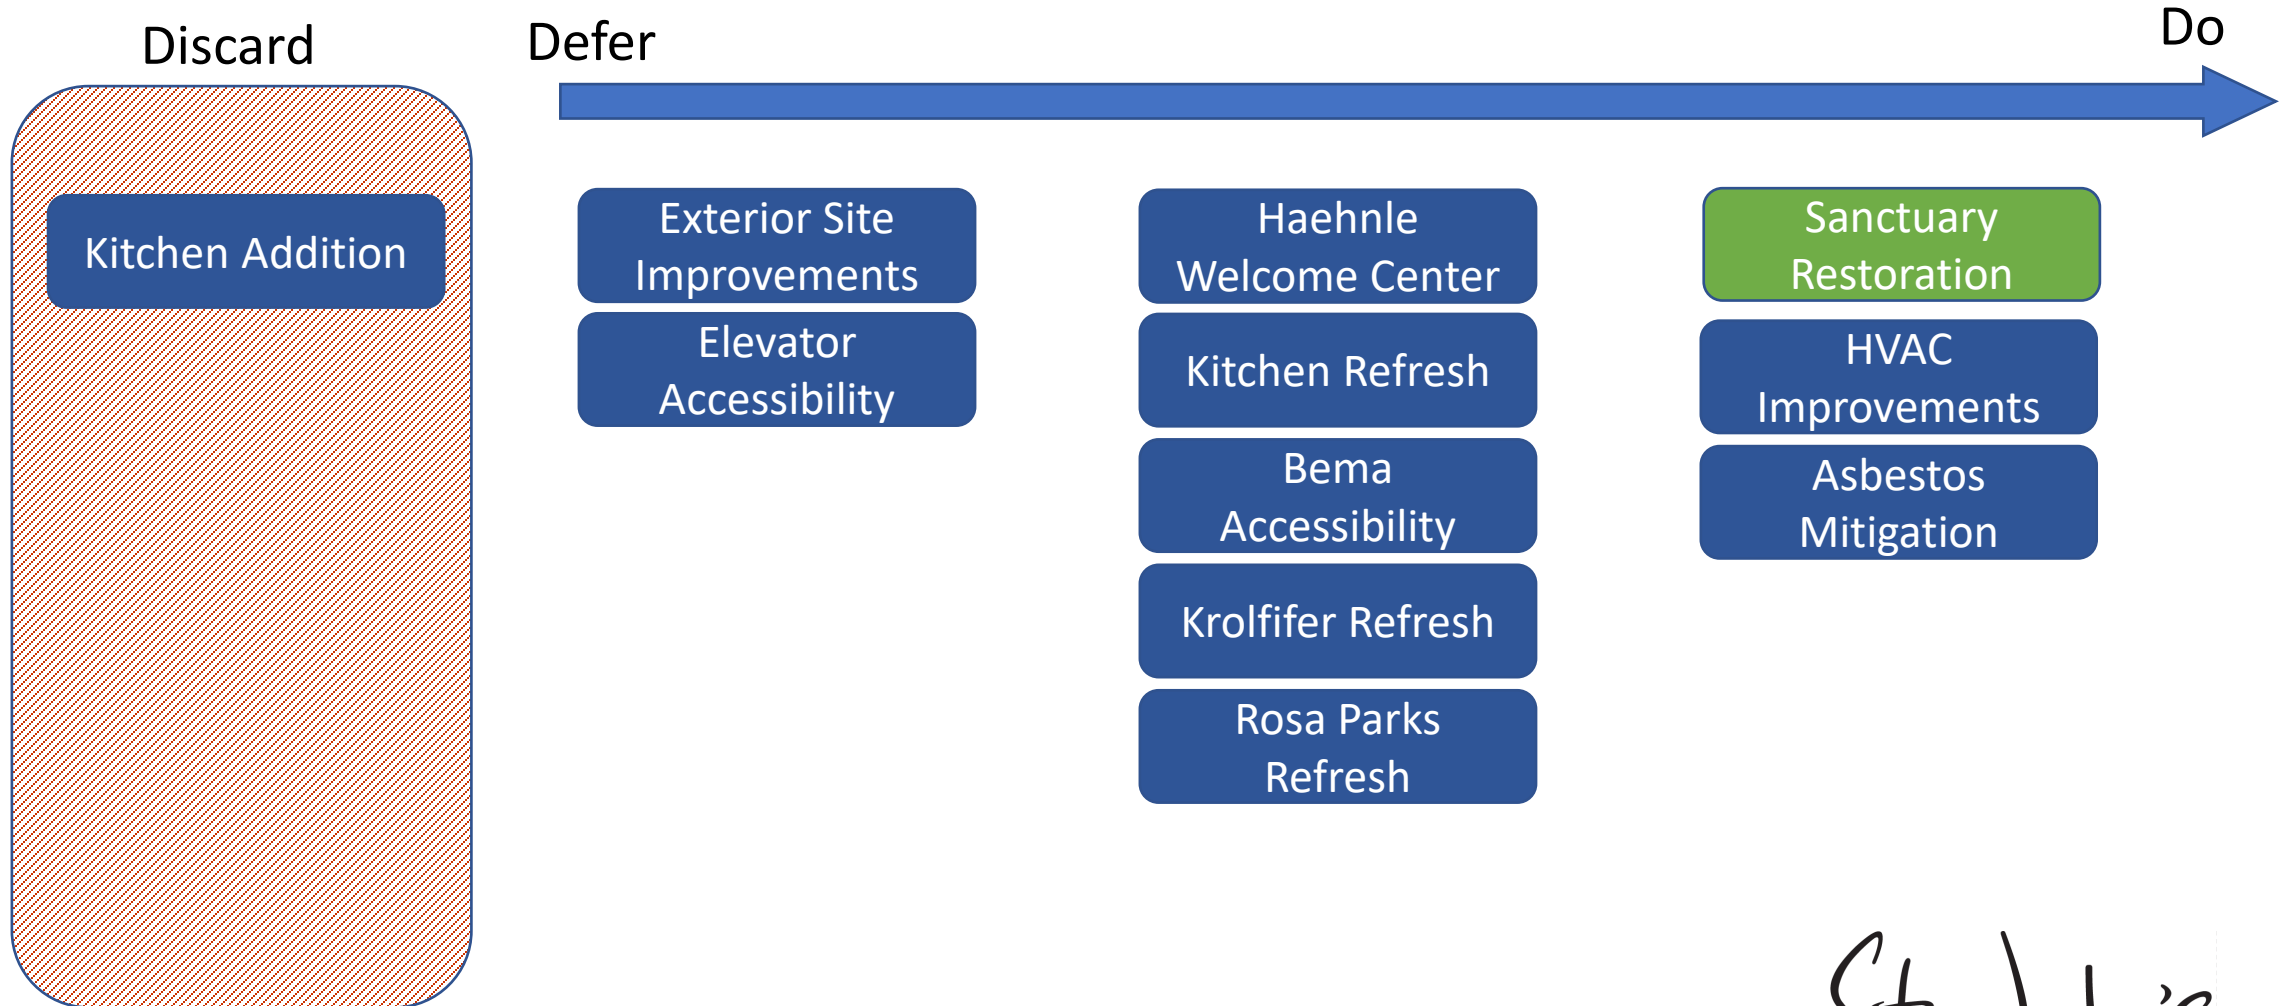 Discard
Defer
Do
Kitchen Addition
Exterior Site
Improvements
Elevator
Accessibility
Haehnle
Welcome Center
Kitchen Refresh
Bema
Accessibility
Krolfifer Refresh
Rosa Parks
Refresh
Sanctuary
Restoration
HVAC
Improvements
Asbestos
Mitigation